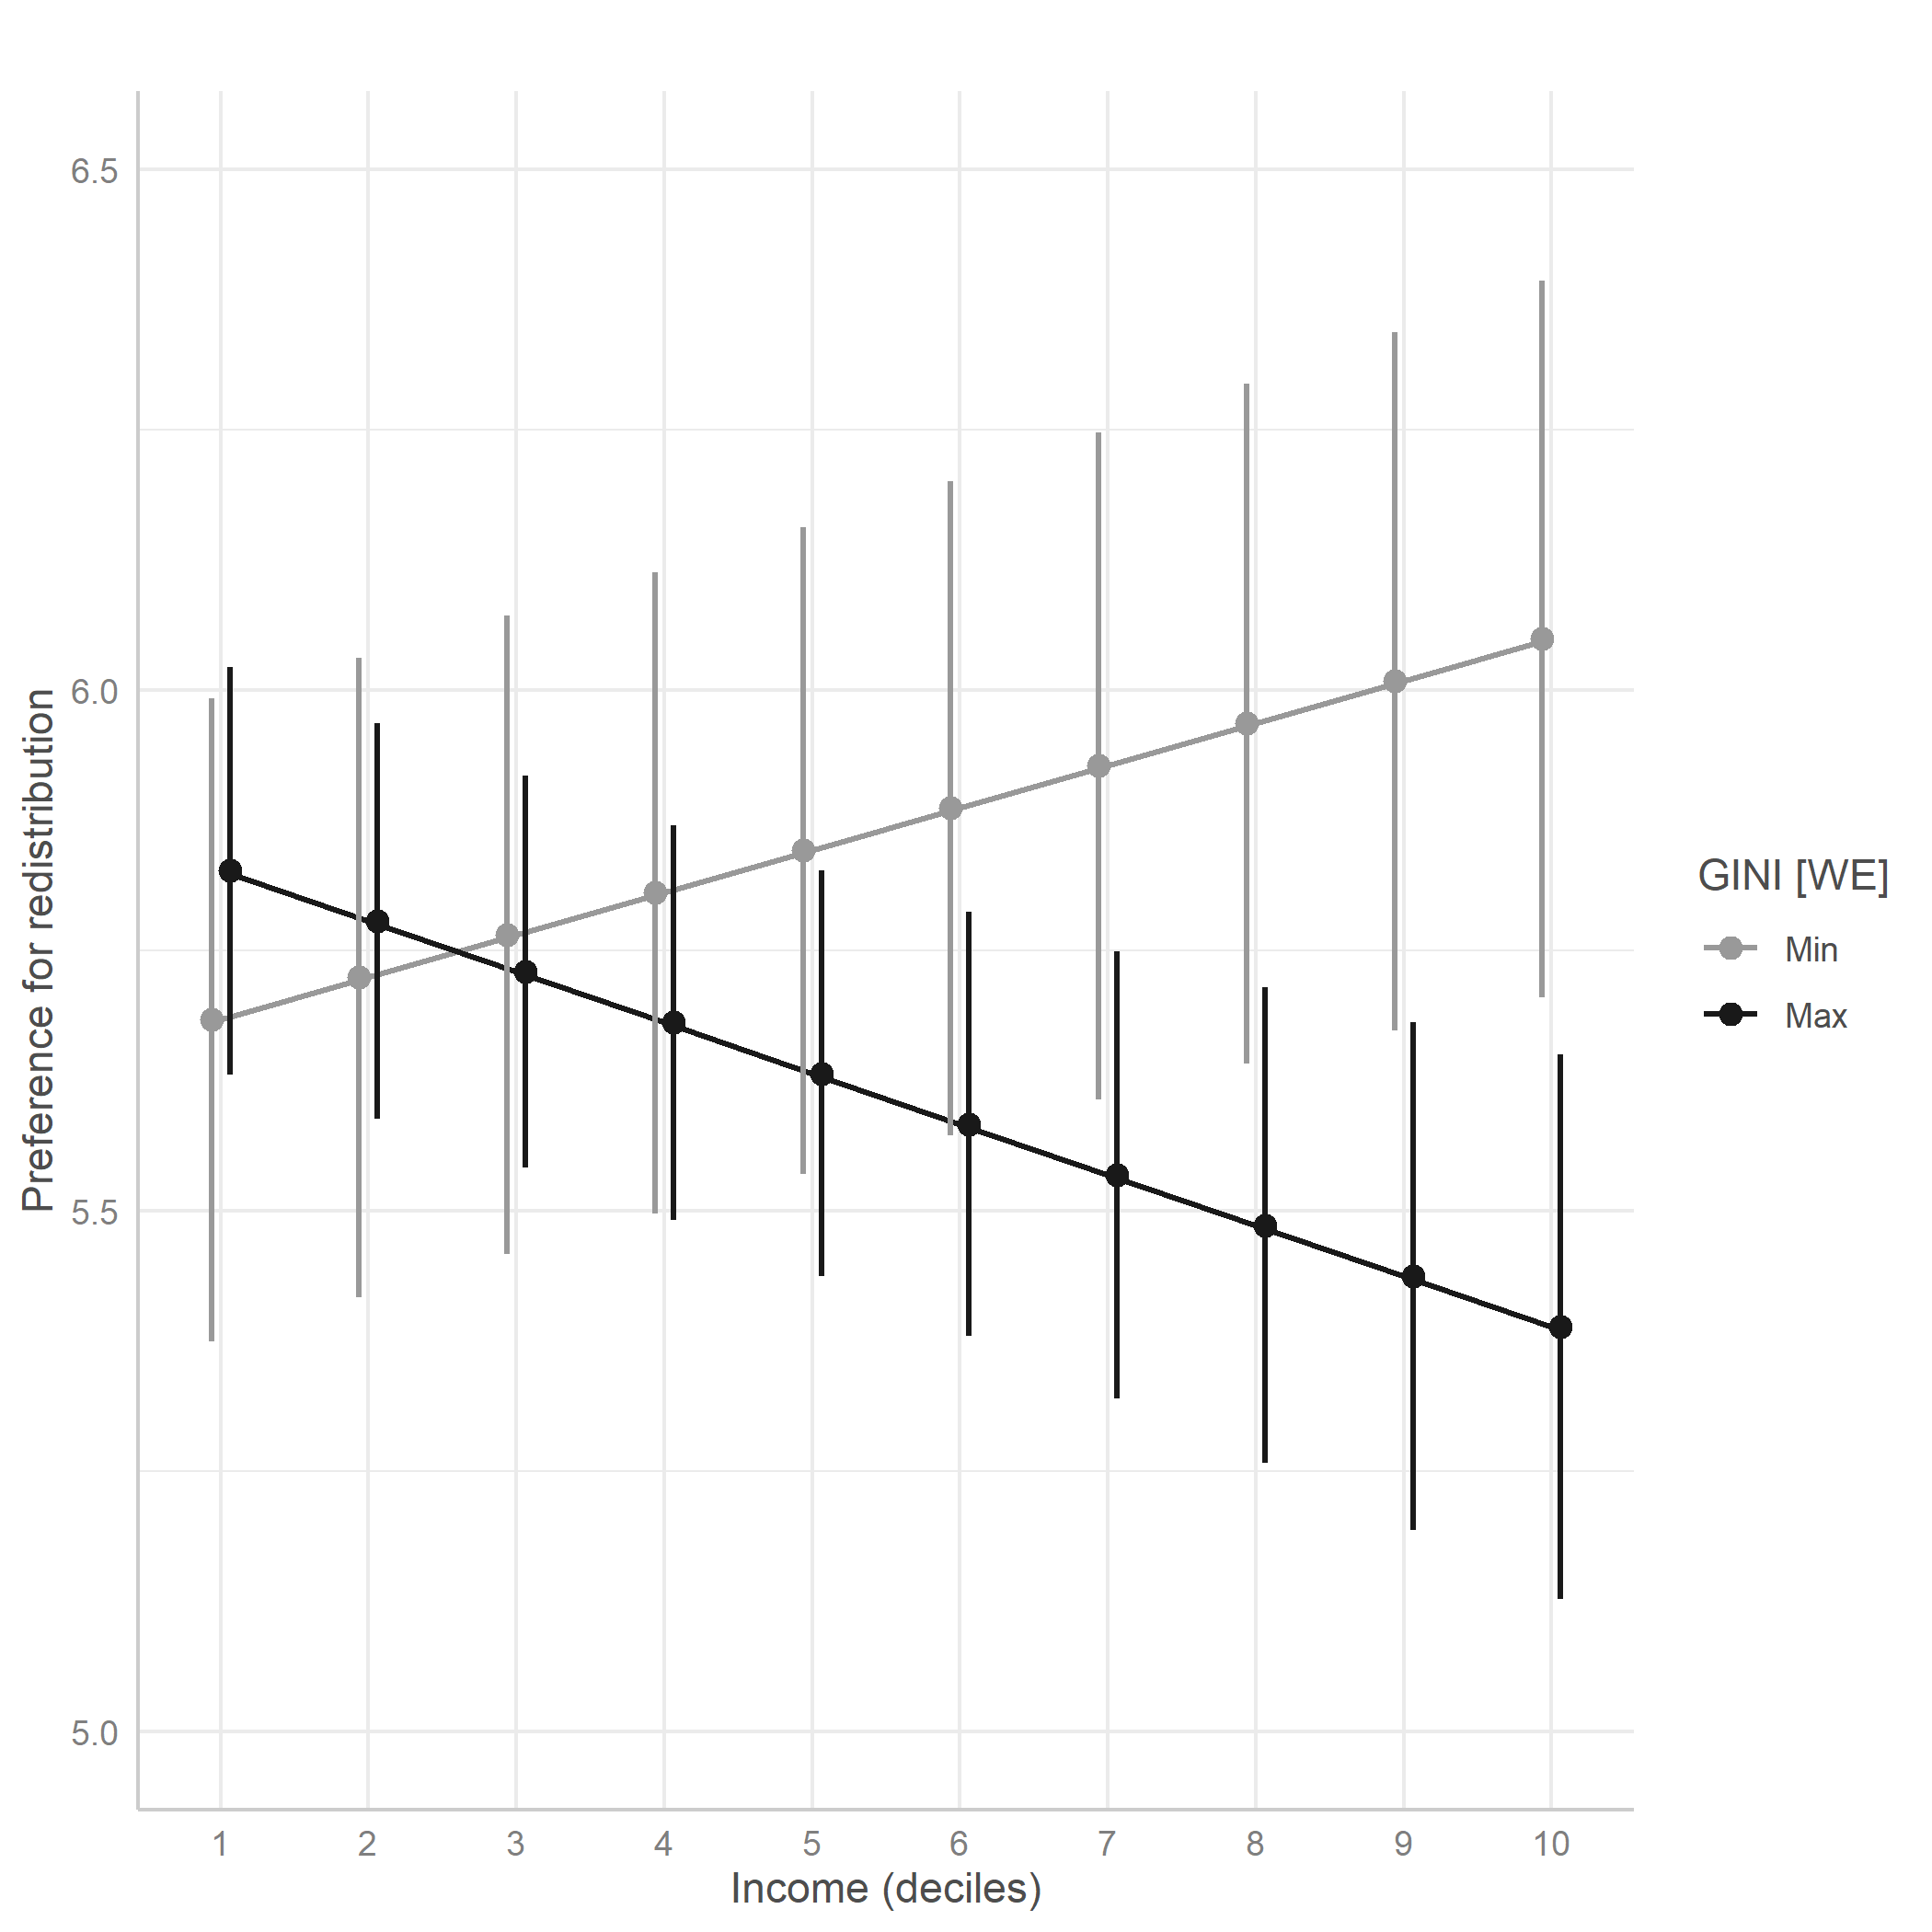 6.5
6.0
5.5
5.0
Preference for redistribution
1 2 3 4 5 6 7 8 9 10
Income (deciles)
GINI [WE]
Min
Max